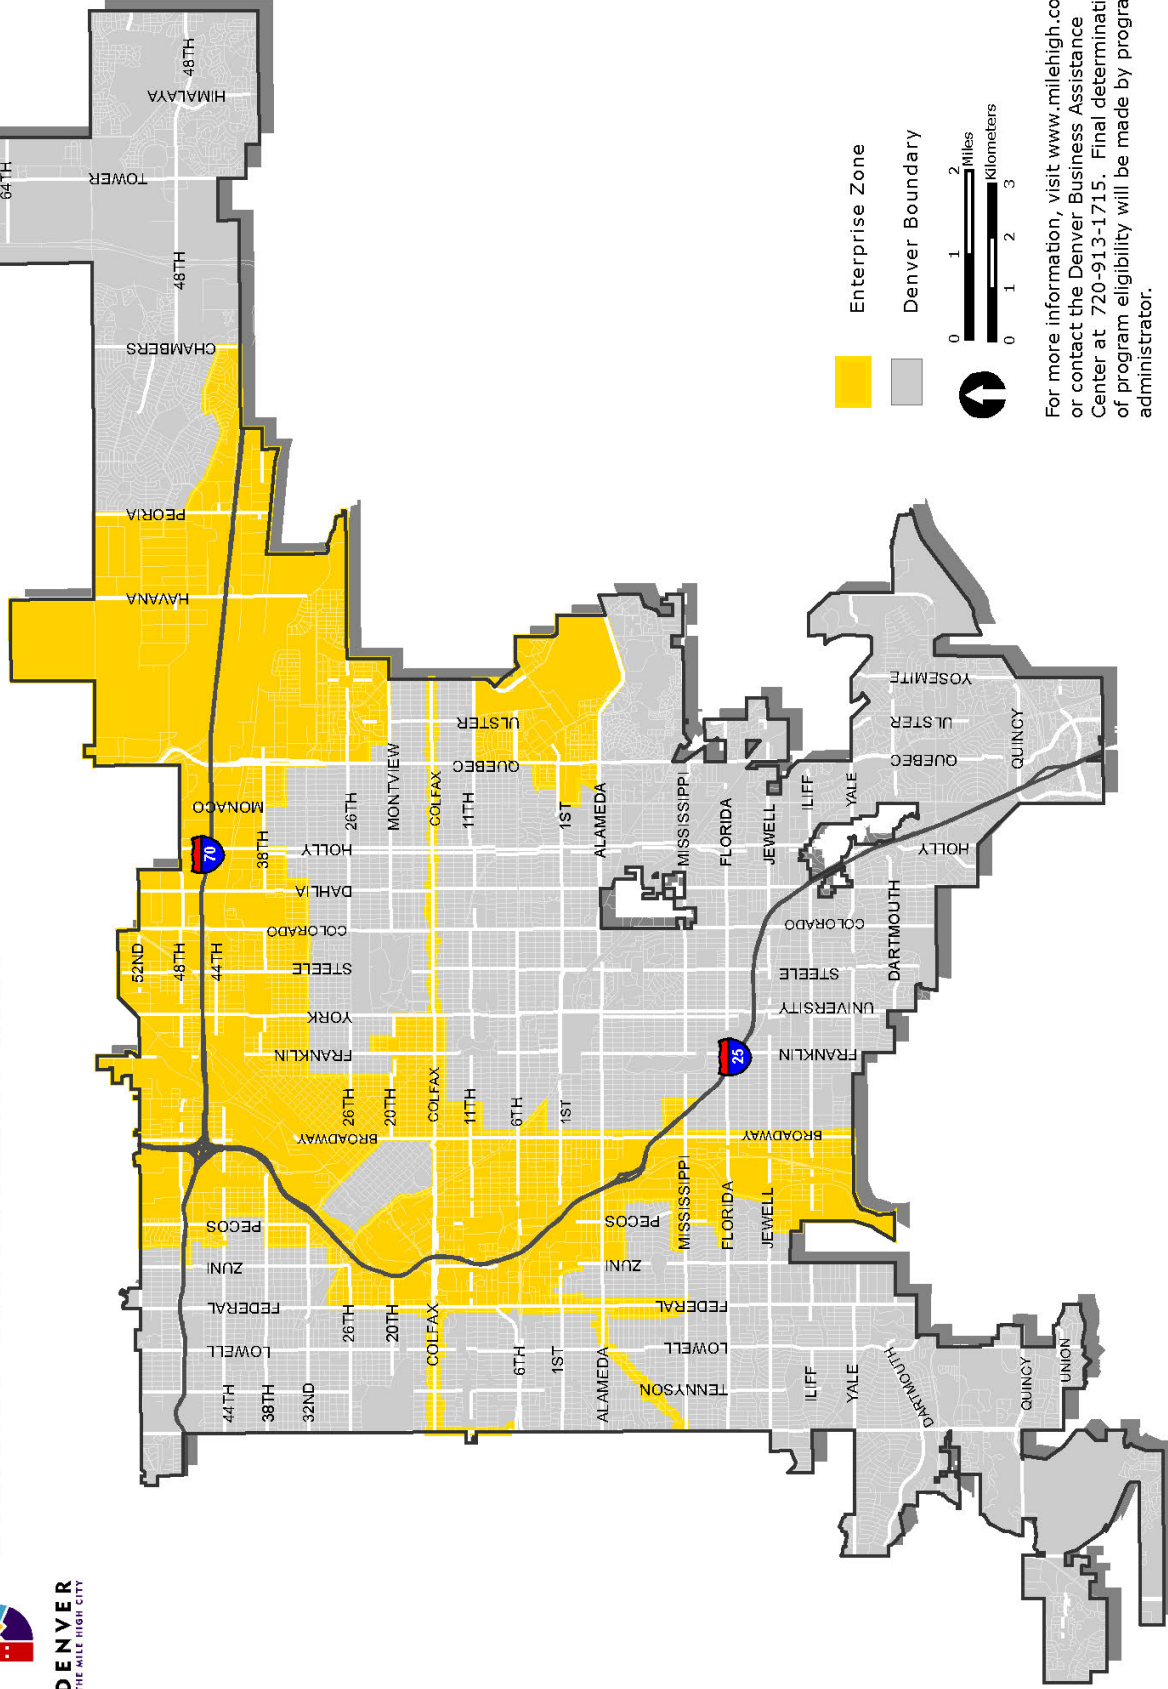 DENVER
THE MILE HIGH CITY
64TH
TOWER
HIMALAYA
48TH
48TH
CHAMBERS
PEORIA
HAVANA
MONACO
70
52ND
48TH
44TH
38TH
HOLLY
DAHLIA
COLORADO
STEELE
YORK
FRANKLIN
BROADWAY
PECOS
ZUNI
FEDERAL
LOWELL
44TH
38TH
32ND
26TH
20TH
COLFAX
26TH
20TH
COLFAX
11TH
6TH
1ST
26TH
MONTVIEW
COLFAX
11TH
QUEBEC
ULSTER
1ST
ALAMEDA
6TH
1ST
ALAMEDA
PECOS
ZUNI
FEDERAL
LOWELL
TENNYSON
MISSISSIPPI
FLORIDA
JEWELL
25
MISSISSIPPI
FLORIDA
JEWELL
ILIFF
YALE
BROADWAY
FRANKLIN
UNIVERSITY
STEELE
COLORADO
DARTMOUTH
HOLLY
QUEBEC
ULSTER
YOSEMITE
QUINCY
ILIFF
YALE
DARTMOUTH
QUINCY
UNION
Enterprise Zone
Denver Boundary
0 1 2 Miles
Kilometers
0 1 2 3
For more information, visit www.milehigh.co
or contact the Denver Business Assistance
Center at 720-913-1715. Final determinati
of program eligibility will be made by progra
administrator.